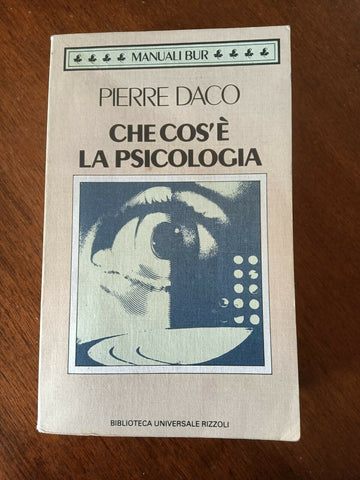 MANUALI BUR
PIERRE DACO
CHE COS'È
LA PSICOLOGIA
BIBLIOTECA UNIVERSALE RIZZOLI